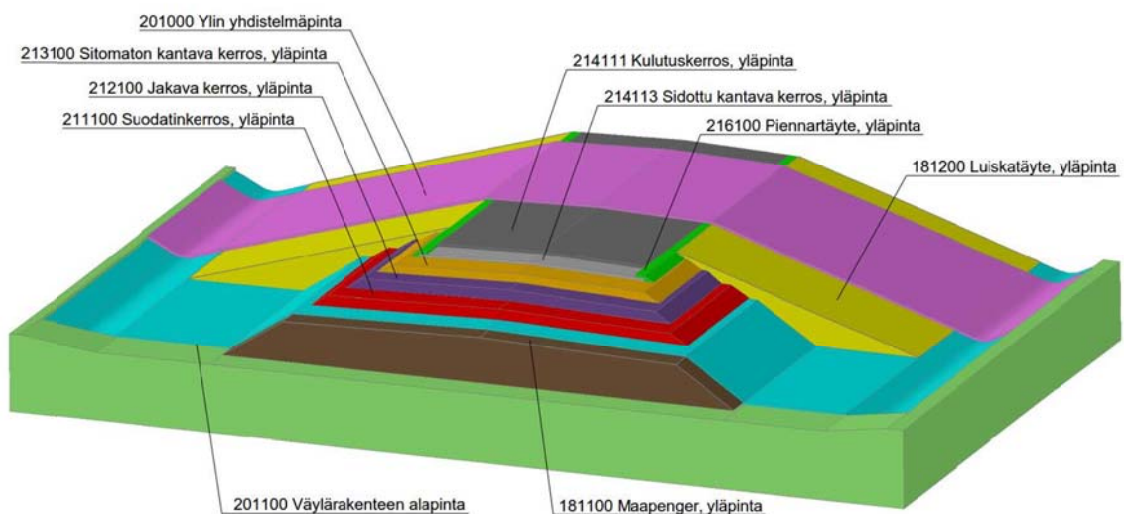 201000 Ylin yhdistelmäpinta
213100 Sitomaton kantava kerros, yläpinta
212100 Jakava kerros, yläpinta
211100 Suodatinkerros, yläpinta
214111 Kulutuskerros, yläpinta
214113 Sidottu kantava kerros, yläpinta
216100 Piennartäyte, yläpinta
181200 Luiskatäyte, yläpinta
201100 Väylärakenteen alapinta
181100 Maapenger, yläpinta